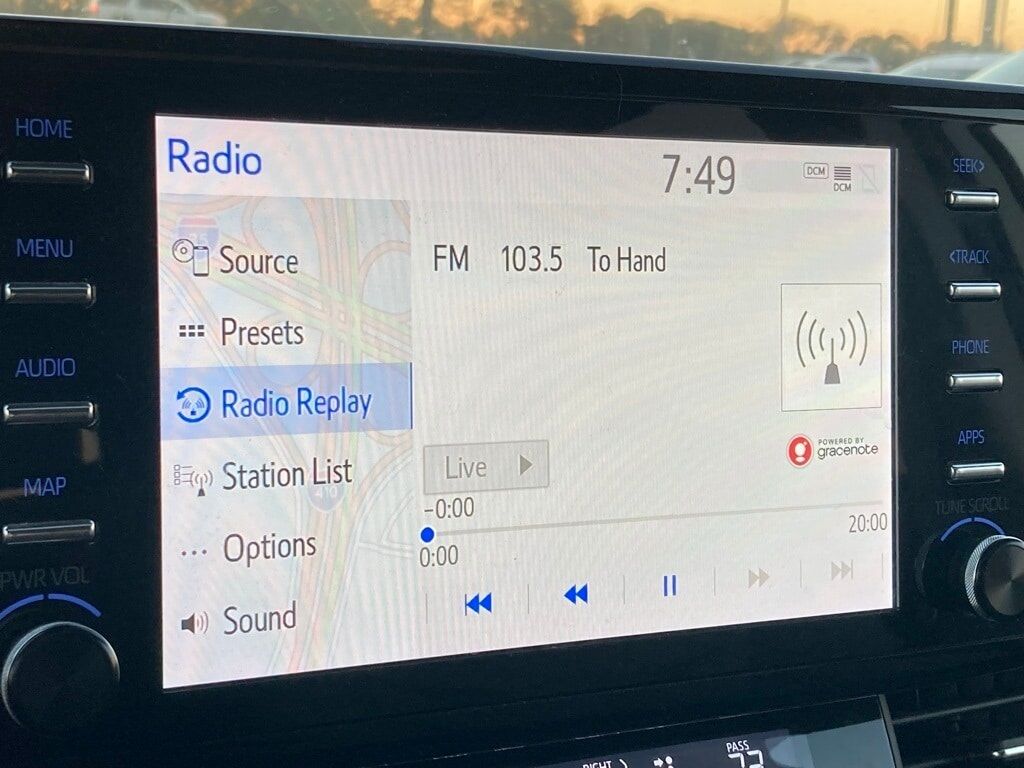 HOME
MENU
AUDIO
MAP
PWR VOL
Radio
7:49
DCM
DCM
Source
Presets
Radio Replay
Station List
410
Options
Sound
FM 103.5 To Hand
POWERED BY
gracenote
Live
-0:00
0:00
20:00
SEEK>
<TRACK
PHONE
APPS
TUNE SCROLL
PASS